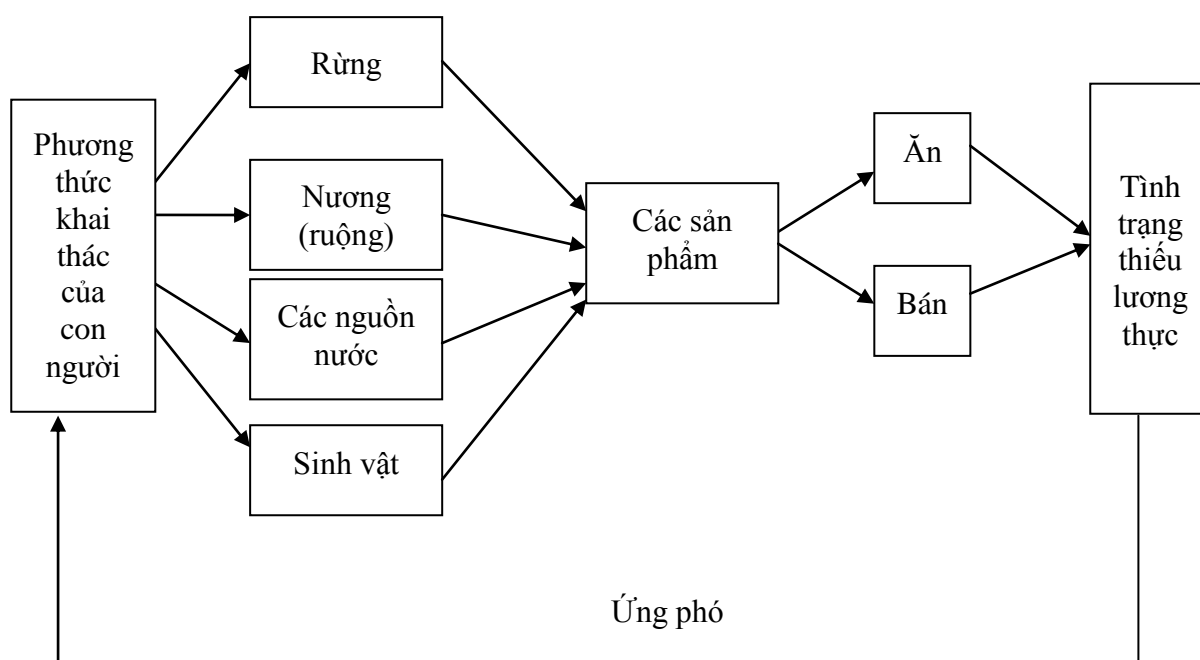 Phương
thức
khai
thác
của
con
người
Rừng
Nương
(ruộng)
Các nguồn
nước
Sinh vật
Các sản
phẩm
Ăn
Bán
Tình
trạng
thiếu
lương
thực
Ứng phó